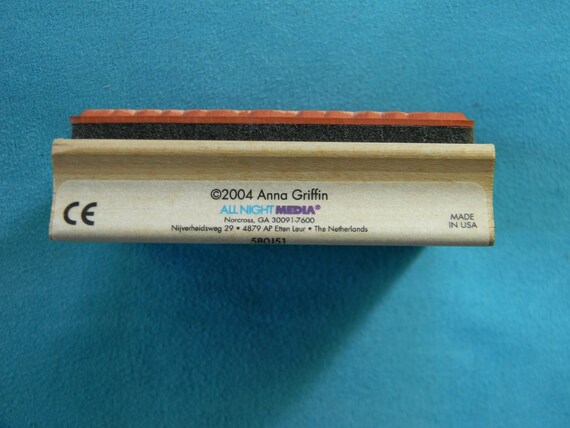 ©2004 Anna Griffin
ALL NIGHT MEDIA®
Norcross, GA 30091-7600
Nijverheidsweg 29 • 4879 AP Etten Leur • The Netherlands
CE
MADE
IN USA
580J51